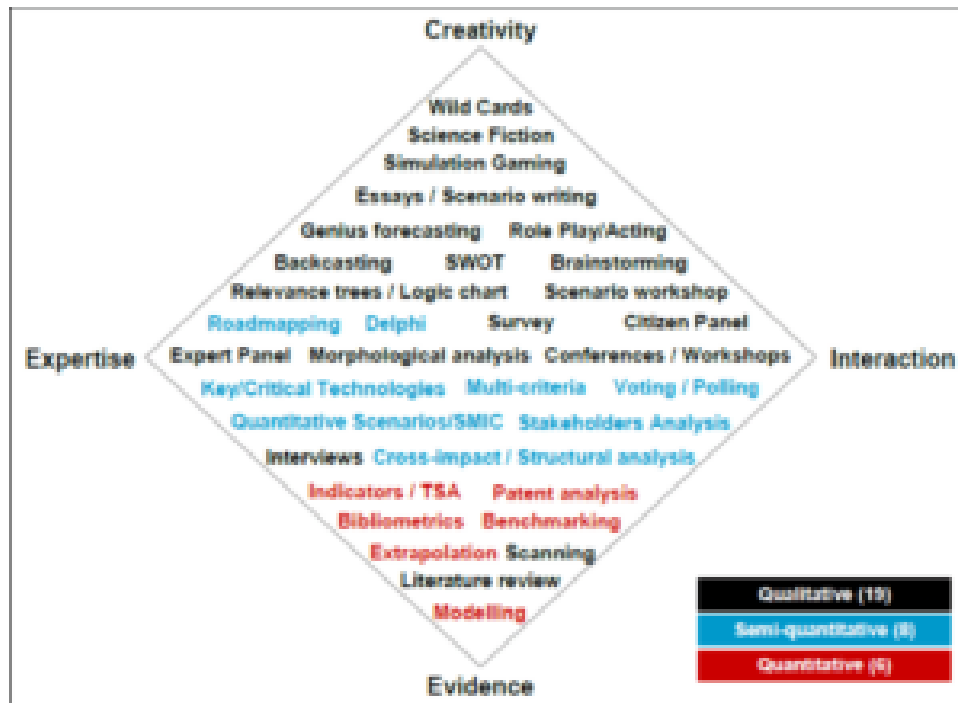 Creativity
Wild Cards
Science Fiction
Simulation Gaming
Essays / Scenario writing
Genius forecasting Role Play/Acting
Backcasting SWOT Brainstorming
Relevance trees / Logic chart Scenario workshop
Roadmapping Delphi Survey Citizen Panel
Expertise Expert Panel Morphological analysis Conferences / Workshops Interaction
Key/Critical Technologies Multi-criteria Voting / Polling
Quantitative Scenarios/SMIC Stakeholders Analysis
Interviews Cross-impact / Structural analysis
Indicators / TSA Patent analysis
Bibliometrics Benchmarking
Extrapolation Scanning
Literature review
Modelling
Evidence
Qualitative (19)
Semi-quantitative (8)
Quantitative (6)